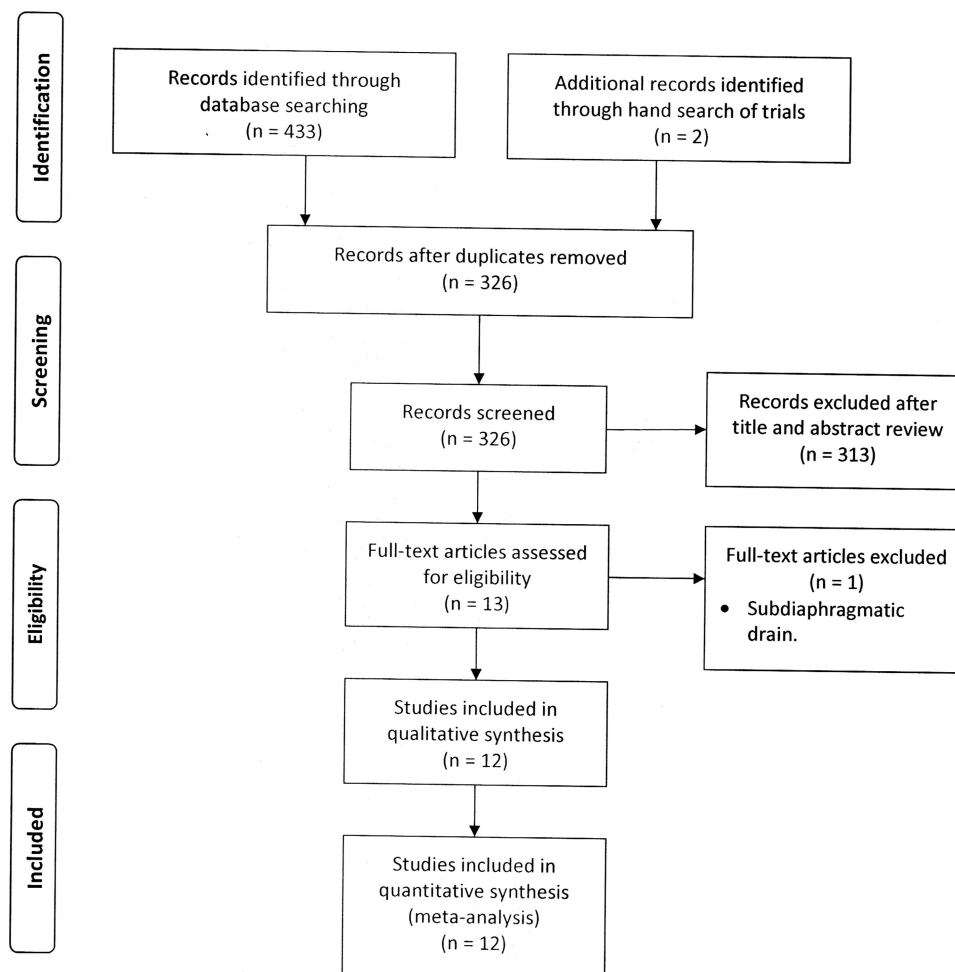 Identification
Records identified through
database searching
(n = 433)
Additional records identified
through hand search of trials
(n = 2)
Records after duplicates removed
(n = 326)
Screening
Records screened
(n = 326)
Records excluded after
title and abstract review
(n = 313)
Eligibility
Full-text articles assessed
for eligibility
(n = 13)
Full-text articles excluded
(n = 1)
• Subdiaphragmatic
drain.
Studies included in
qualitative synthesis
(n = 12)
Included
Studies included in
quantitative synthesis
(meta-analysis)
(n = 12)